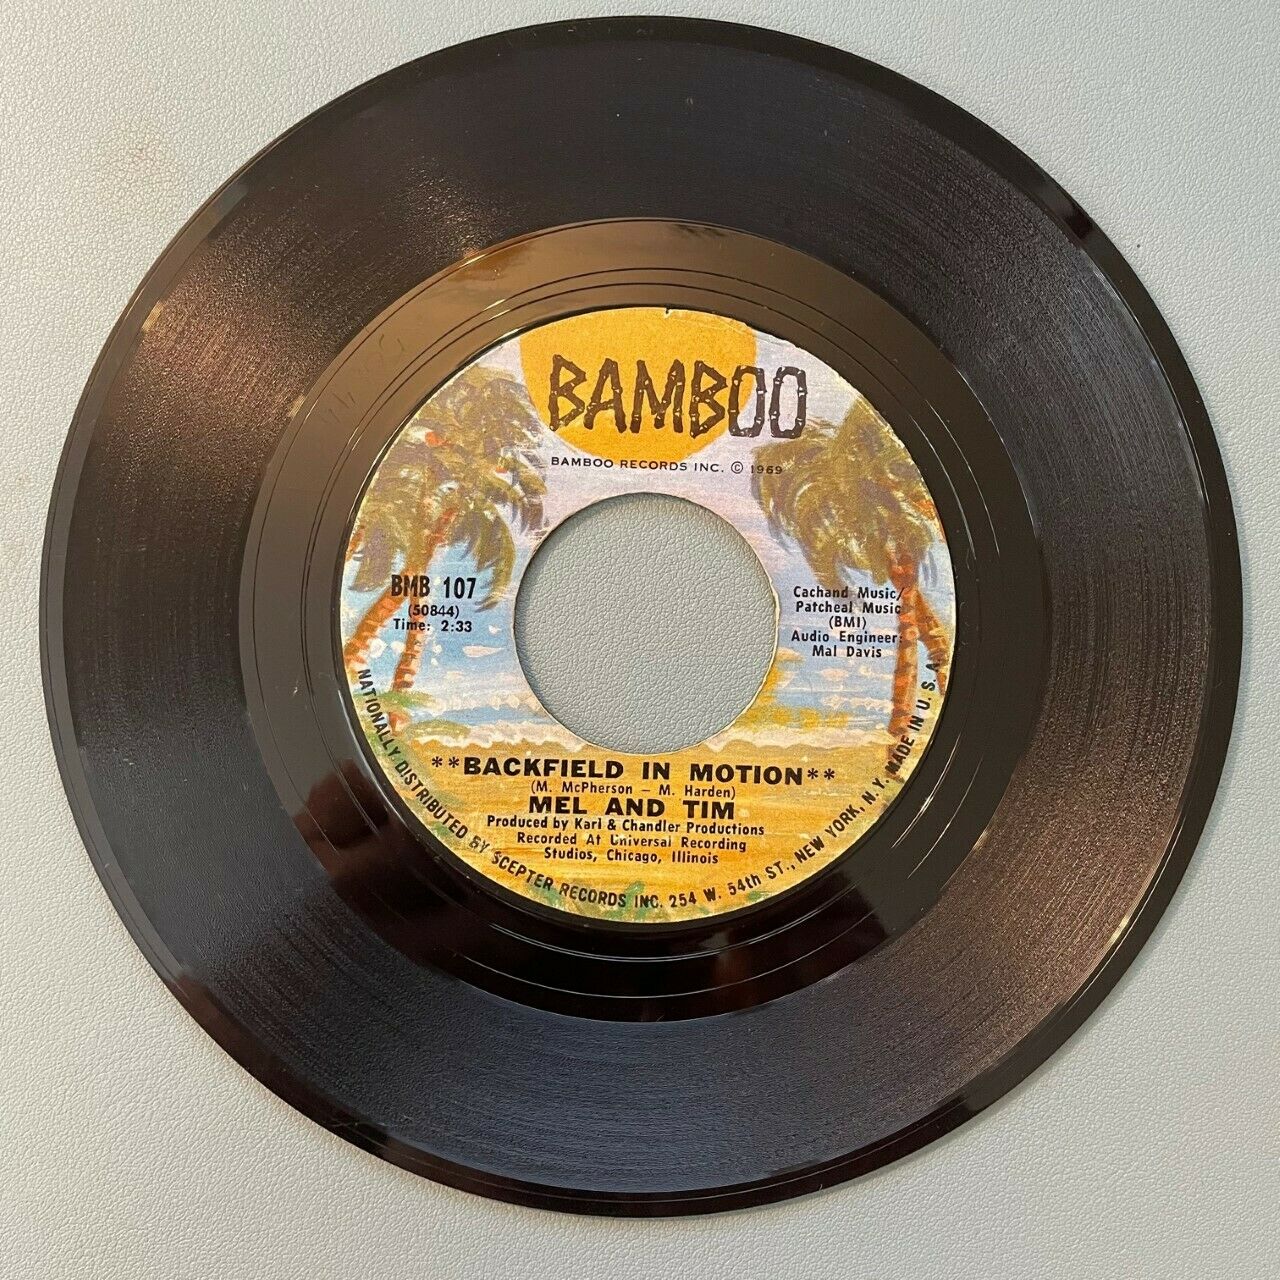 BAMBOO
BAMBOO RECORDS INC. © 1969
BMB 107
(50844)
Time: 2:33
Cachand Music/
Patcheal Music
(BMI)
Audio Engineer:
Mal Davis
**BACKFIELD IN MOTION**
(M. McPherson – M. Harden)
MEL AND TIM
Produced by Karl & Chandler Productions
Recorded At Universal Recording
Studios, Chicago, Illinois
NATIONALLY DISTRIBUTED BY SCEPTER RECORDS INC. 254 W. 54th ST., NEW YORK, N. Y. MADE IN U. S. A.